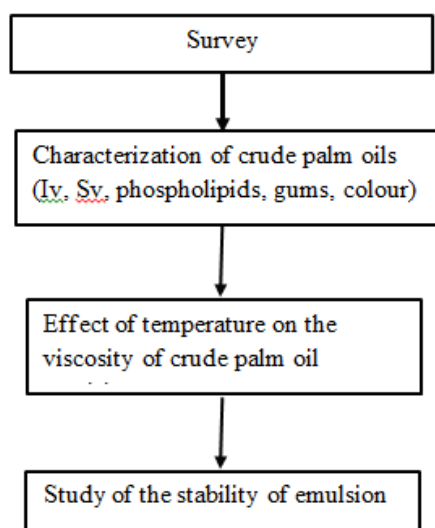 Survey
Characterization of crude palm oils
(Iv, Sv, phospholipids, gums, colour)
Effect of temperature on the
viscosity of crude palm oil
Study of the stability of emulsion